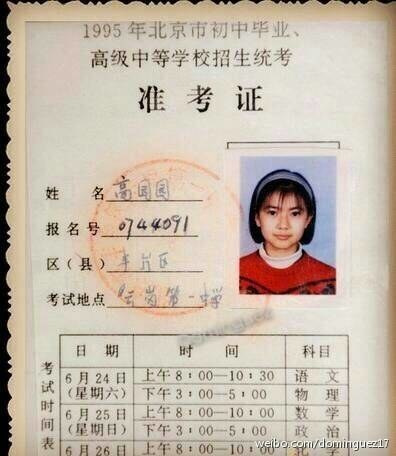 1995年北京市初中毕业、
高级中等学校招生统考
准考证
姓 名 高圆圆
报名号 0744091
区（县） 丰台区
考试地点 云岗第一中学
考试时间表
日期 时间 科目
6月24日（星期六） 上午8:00—10:30 语文
下午3:00—5:00 物理
6月25日（星期日） 上午8:00—10:00 数学
下午3:00—5:00 政治
6月26日 上午8:00—10:00 化学
weibo.com/dominguez17